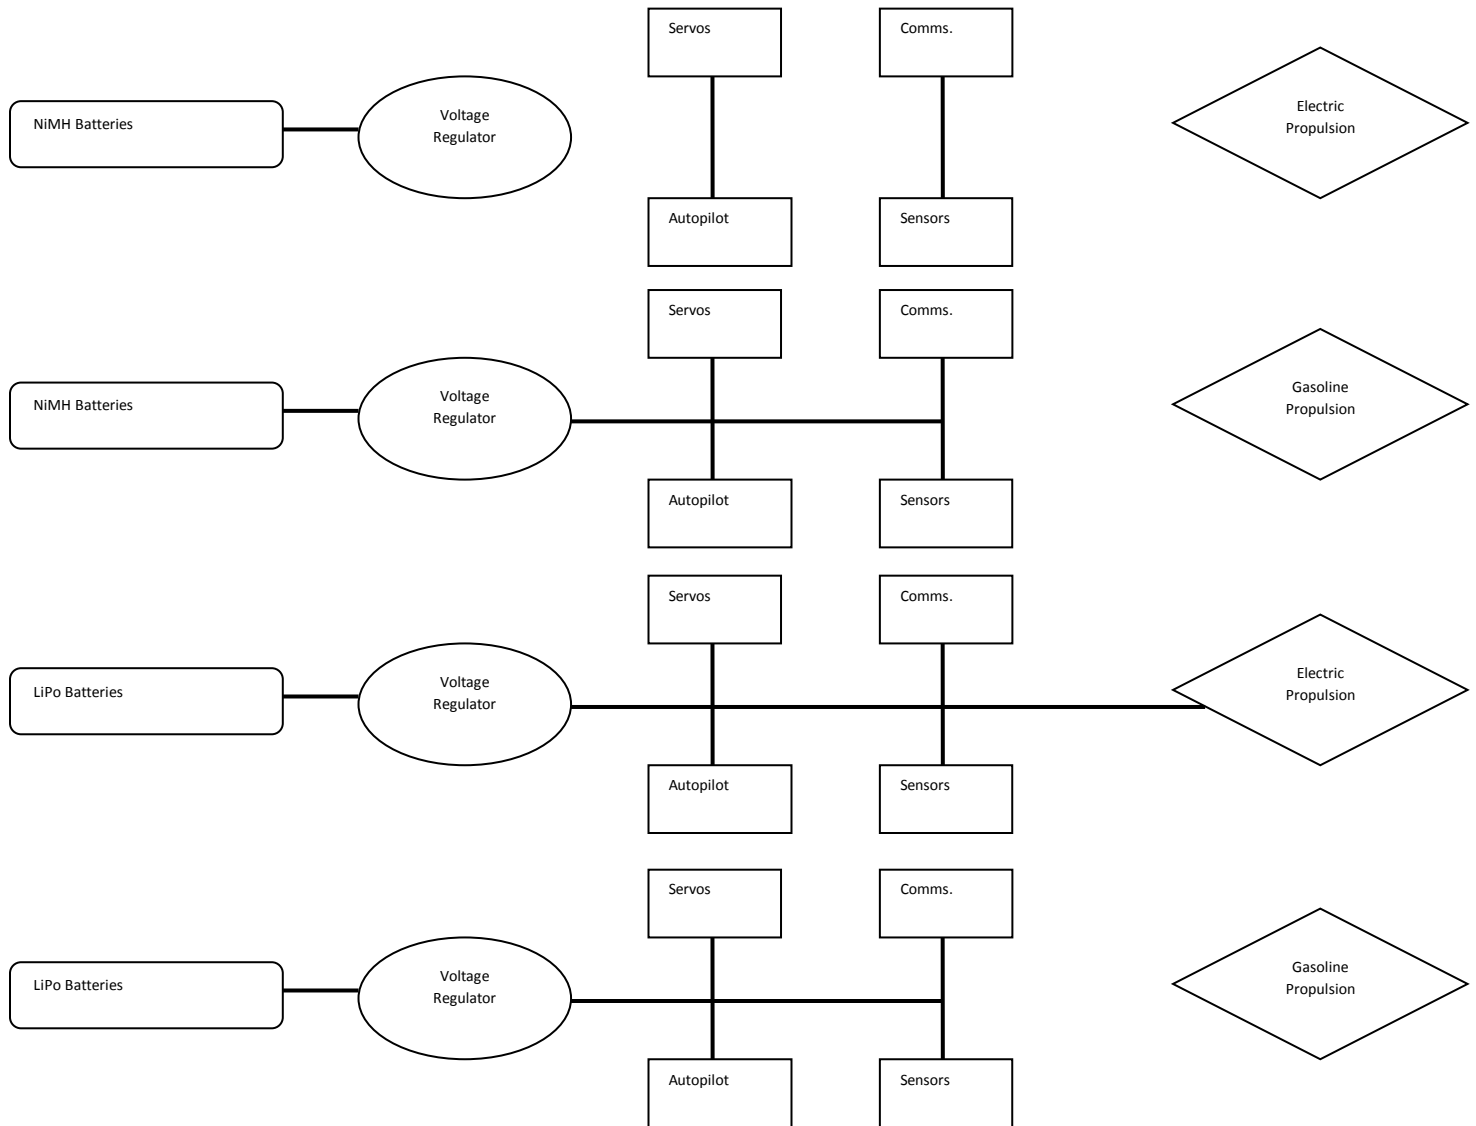 Servos
Comms.
NiMH Batteries
Voltage
Regulator
Electric
Propulsion
Autopilot
Sensors
Servos
Comms.
NiMH Batteries
Voltage
Regulator
Gasoline
Propulsion
Autopilot
Sensors
Servos
Comms.
LiPo Batteries
Voltage
Regulator
Electric
Propulsion
Autopilot
Sensors
Servos
Comms.
LiPo Batteries
Voltage
Regulator
Gasoline
Propulsion
Autopilot
Sensors